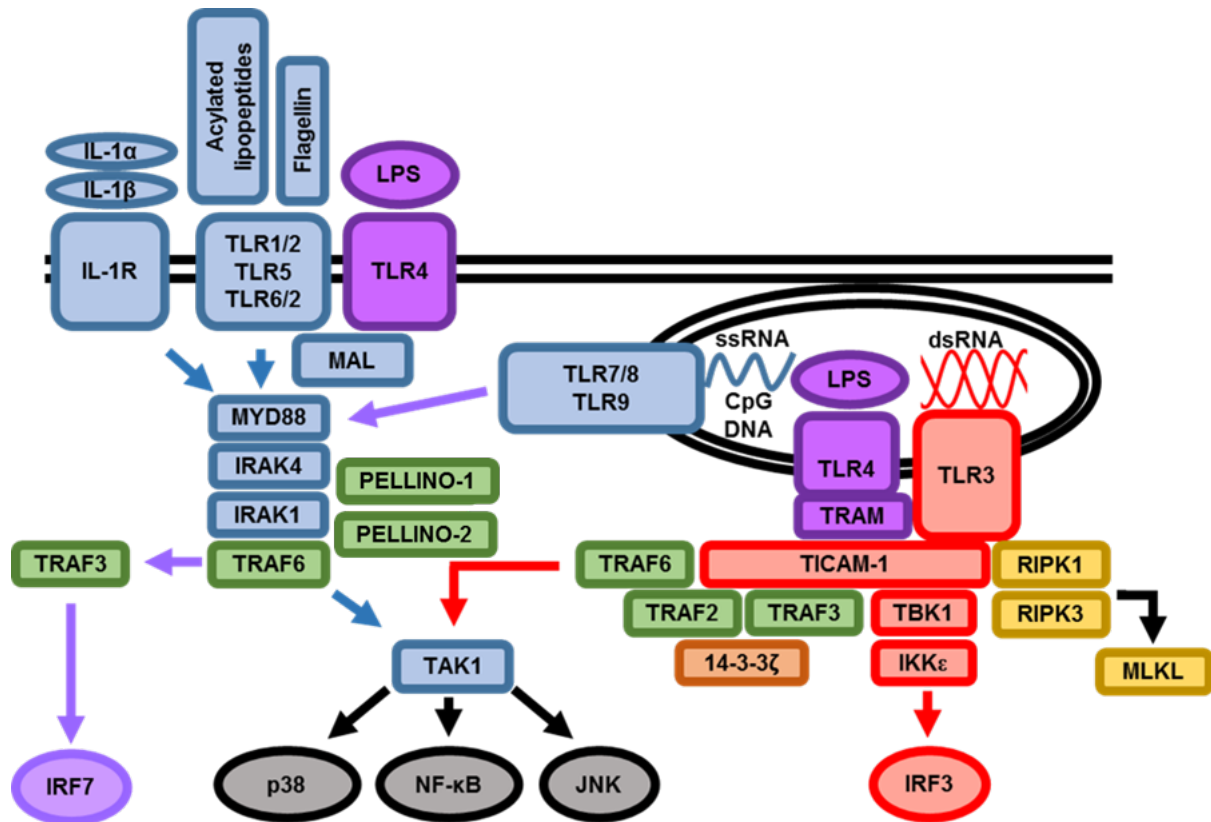 Acylated
lipopeptides
Flagellin
IL-1α
IL-1β
LPS
IL-1R
TLR1/2
TLR5
TLR6/2
TLR4
MAL
TLR7/8
TLR9
ssRNA
CpG
DNA
LPS
dsRNA
TLR4
TLR3
TRAM
MYD88
IRAK4
IRAK1
TRAF6
PELLINO-1
PELLINO-2
TRAF3
TRAF6
TICAM-1
RIPK1
TRAF2
TRAF3
TBK1
RIPK3
14-3-3ζ
IKKε
MLKL
TAK1
IRF7
p38
NF-κB
JNK
IRF3